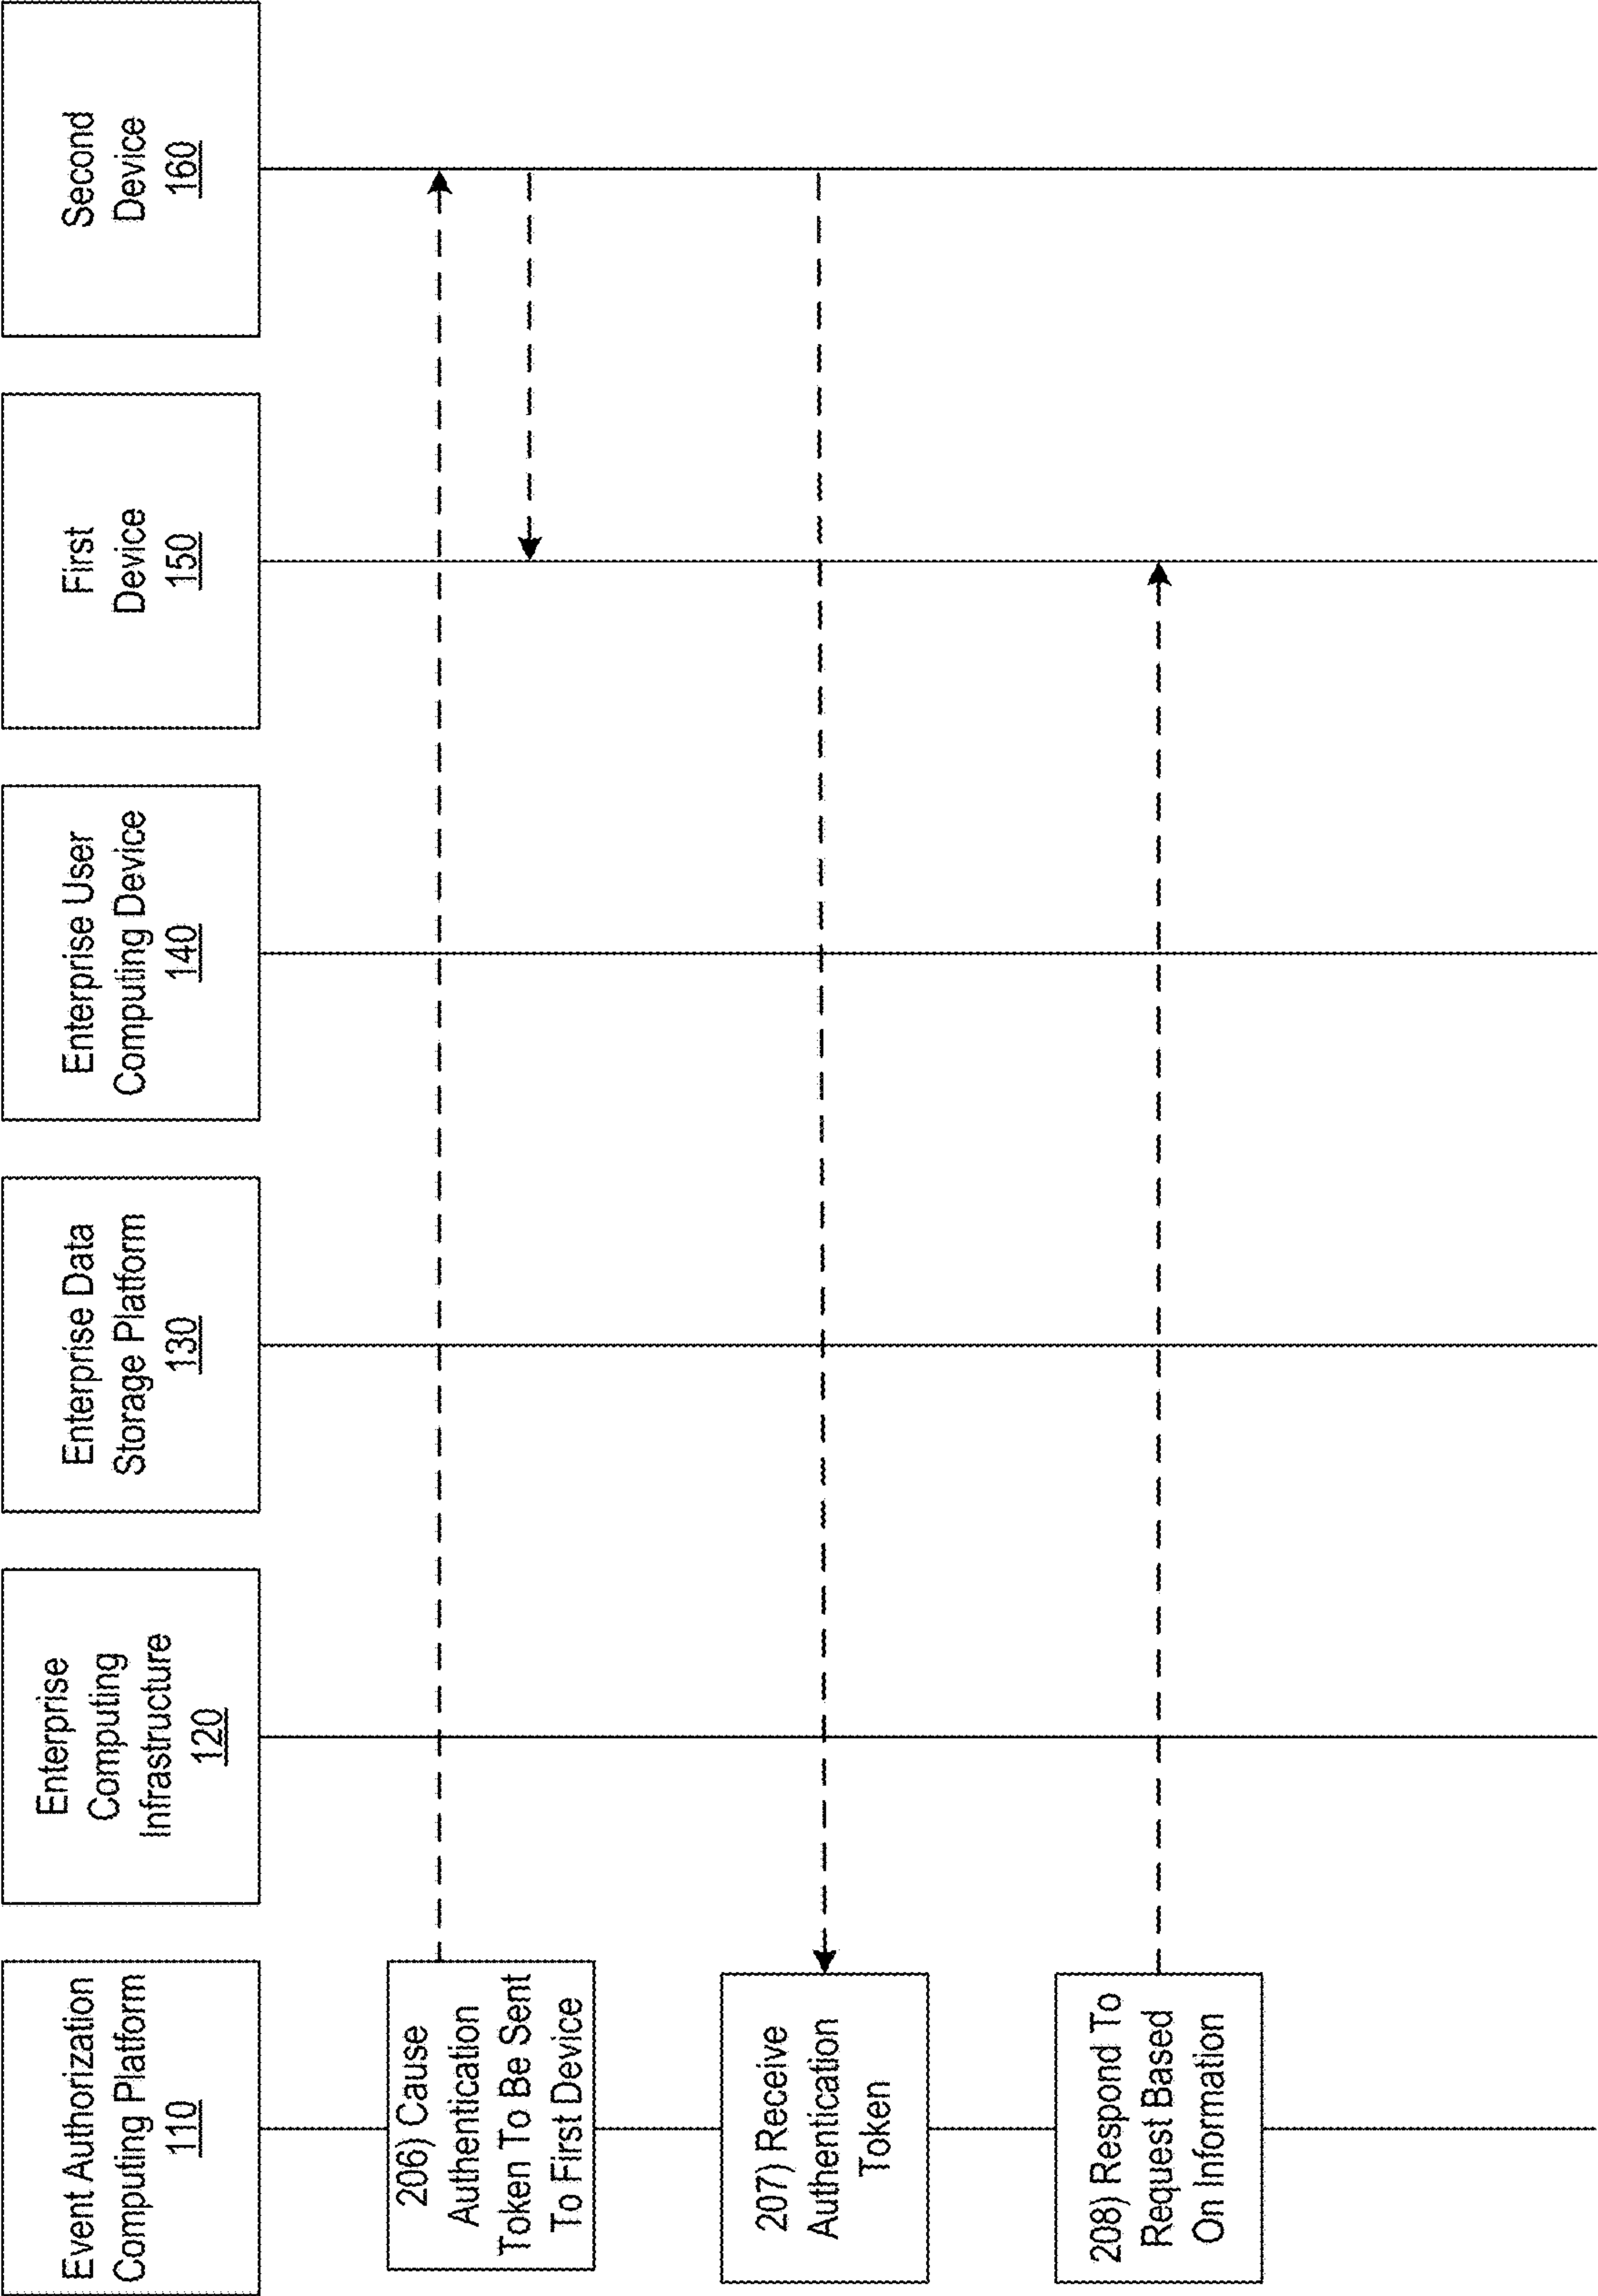 Event Authorization
Computing Platform
110
Enterprise
Computing
Infrastructure
120
Enterprise Data
Storage Platform
130
Enterprise User
Computing Device
140
First
Device
150
Second
Device
160
206) Cause
Authentication
Token To Be Sent
To First Device
207) Receive
Authentication
Token
208) Respond To
Request Based
On Information